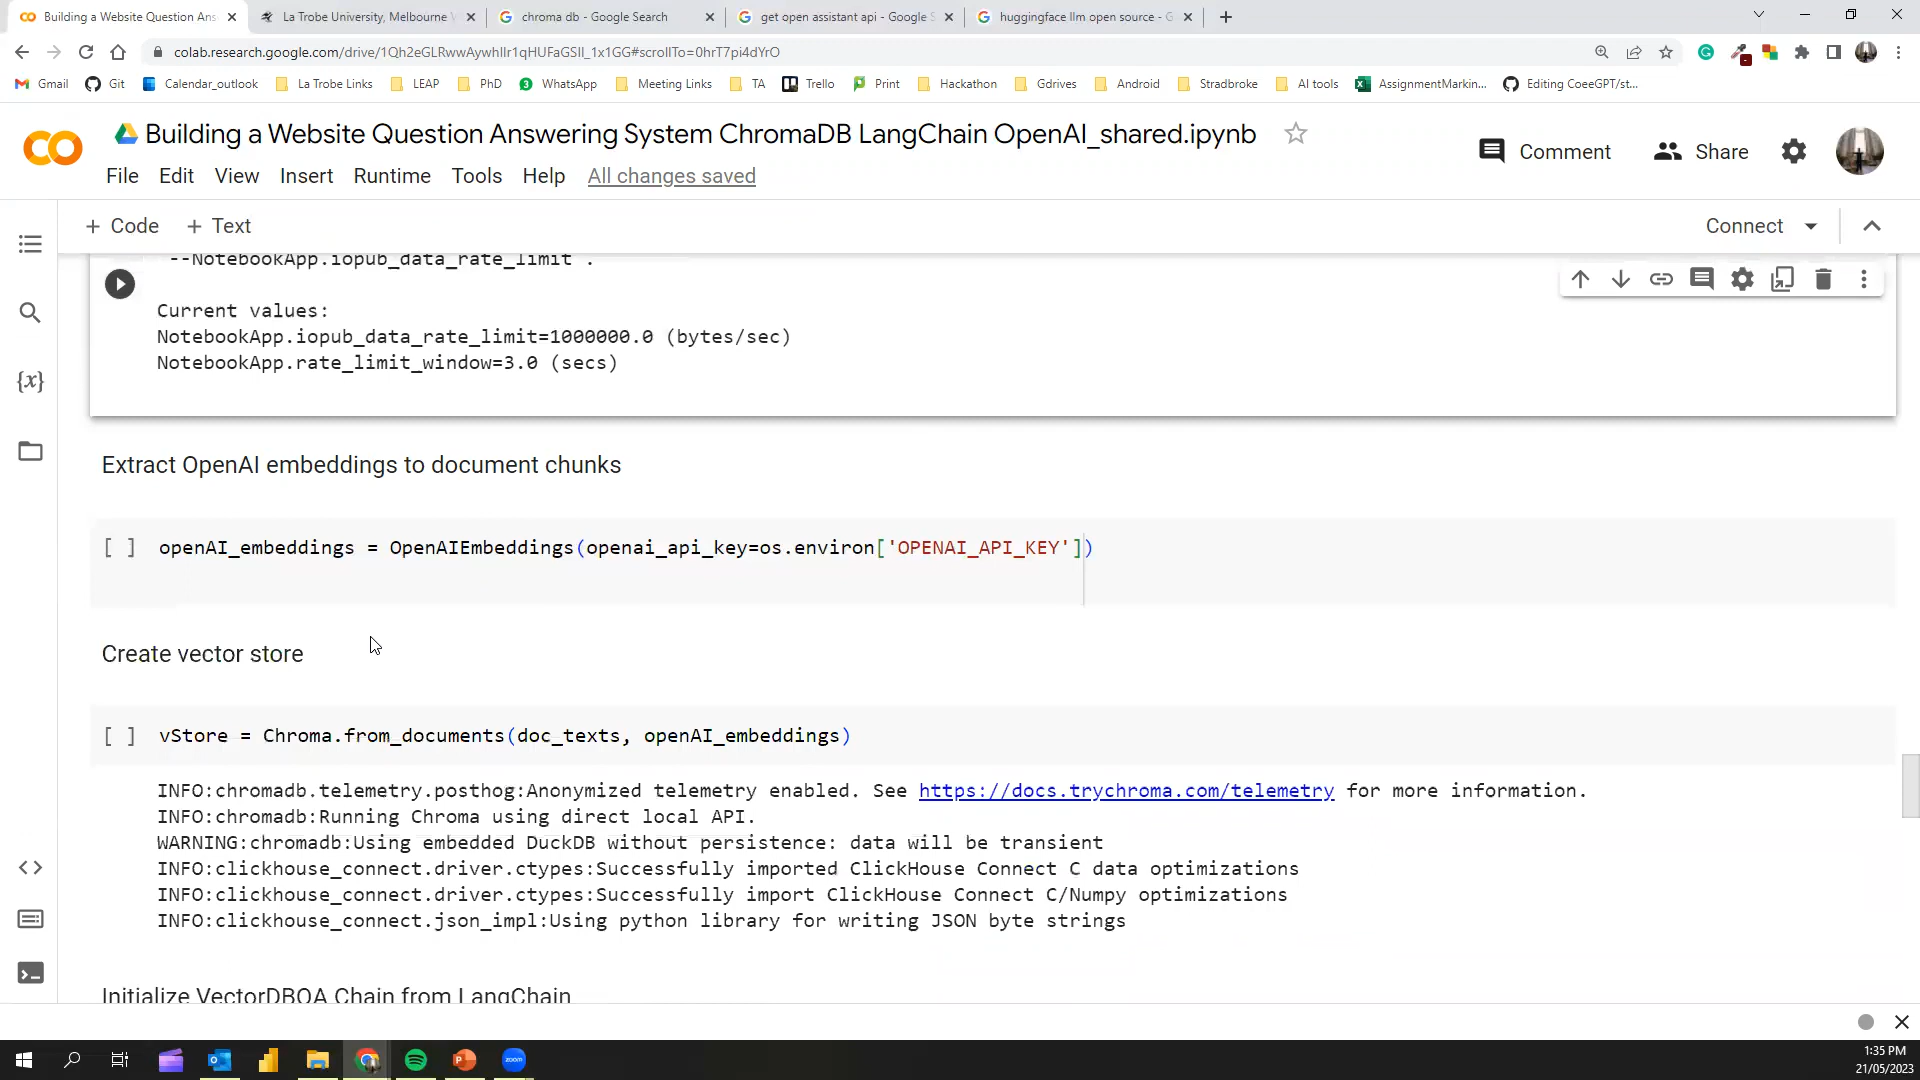 Building a Website Question Ans
La Trobe University, Melbourne V
chroma db - Google Search
get open assistant api - Google S
huggingface llm open source - G
colab.research.google.com/drive/1Qh2eGLRwwAywhIIr1qHUFaGSII_1x1GG#scrollTo=0hrT7pi4dYrO
Gmail Git Calendar_outlook La Trobe Links LEAP PhD WhatsApp Meeting Links TA Trello Print Hackathon Gdrives Android Stradbroke AI tools AssignmentMarkin... Editing CoeeGPT/st...
Building a Website Question Answering System ChromaDB LangChain OpenAI_shared.ipynb
Comment Share
File Edit View Insert Runtime Tools Help All changes saved
+ Code + Text Connect
--NotebookApp.iopub_data_rate_limit`.
Current values:
NotebookApp.iopub_data_rate_limit=1000000.0 (bytes/sec)
NotebookApp.rate_limit_window=3.0 (secs)
Extract OpenAI embeddings to document chunks
[ ] openAI_embeddings = OpenAIEmbeddings(openai_api_key=os.environ['OPENAI_API_KEY'])
Create vector store
[ ] vStore = Chroma.from_documents(doc_texts, openAI_embeddings)
INFO:chromadb.telemetry.posthog:Anonymized telemetry enabled. See https://docs.trychroma.com/telemetry for more information.
INFO:chromadb:Running Chroma using direct local API.
WARNING:chromadb:Using embedded DuckDB without persistence: data will be transient
INFO:clickhouse_connect.driver.ctypes:Successfully imported ClickHouse Connect C data optimizations
INFO:clickhouse_connect.driver.ctypes:Successfully import ClickHouse Connect C/Numpy optimizations
INFO:clickhouse_connect.json_impl:Using python library for writing JSON byte strings
Initialize VectorDBQA Chain from LangChain
zoom
1:35 PM
21/05/2023